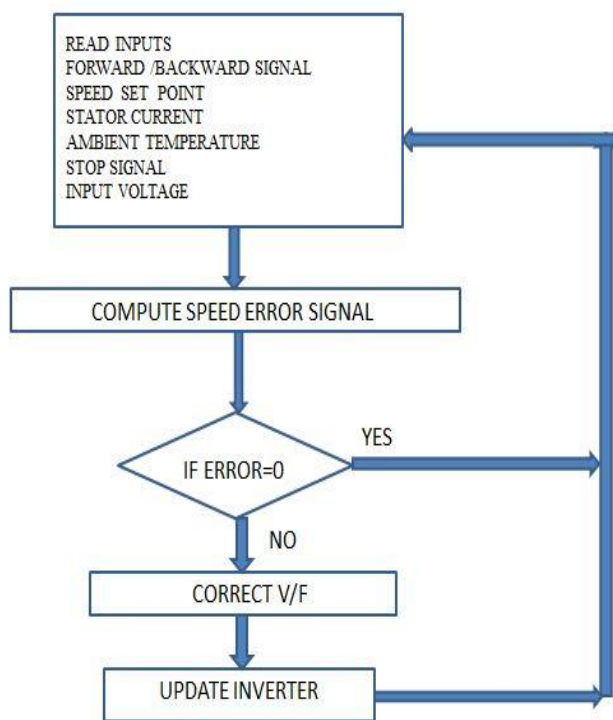 READ INPUTS
FORWARD /BACKWARD SIGNAL
SPEED SET POINT
STATOR CURRENT
AMBIENT TEMPERATURE
STOP SIGNAL
INPUT VOLTAGE
COMPUTE SPEED ERROR SIGNAL
YES
IF ERROR=0
NO
CORRECT V/F
UPDATE INVERTER